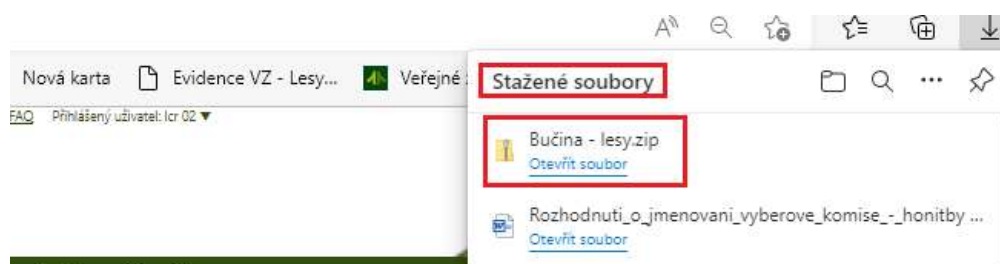 Nová karta
Evidence VZ - Lesy...
Veřejné
Stažené soubory
FAQ Přihlášený uživatel: lcr 02 ▼
Bučina - lesy.zip
Otevřít soubor
Rozhodnuti_o_jmenovani_vyberove_komise_-_honitby ...
Otevřít soubor